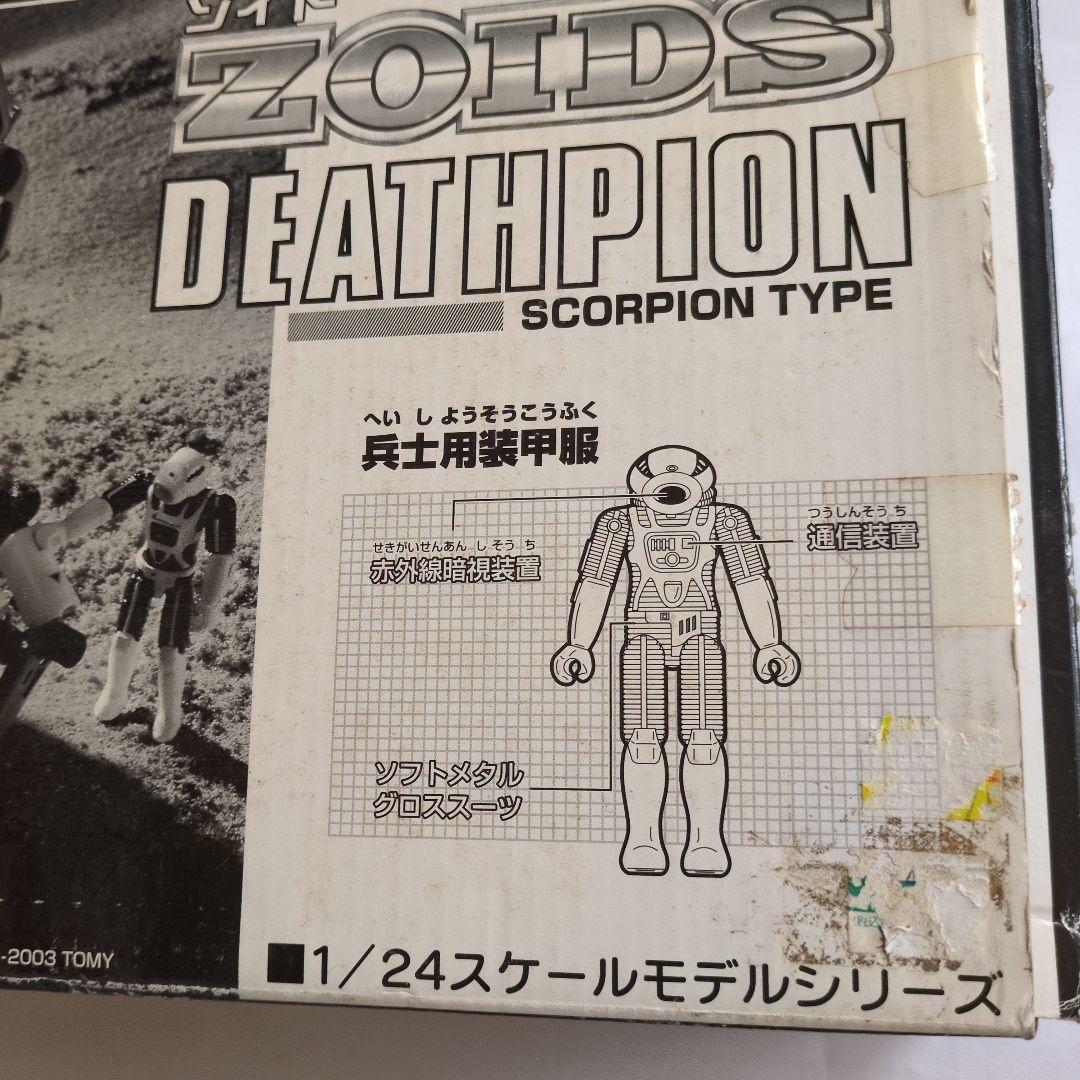 ゾイド
ZOIDS
DEATHPION
SCORPION TYPE
へいしようそうこうふく
兵士用装甲服
せきがいせんあんしそうち
赤外線暗視装置
つうしんそうち
通信装置
ソフトメタル
グロススーツ
-2003 TOMY
■1/24スケールモデルシリーズ